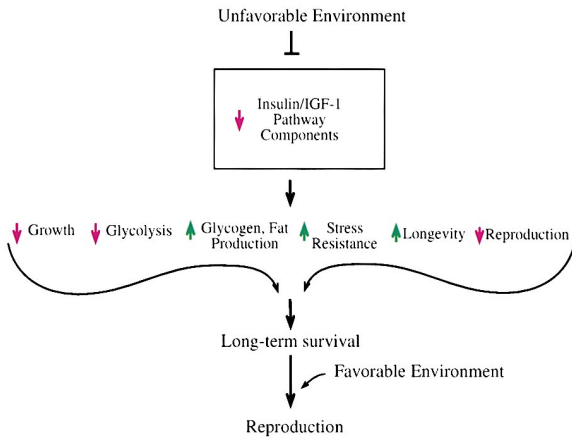 Unfavorable Environment
Insulin/IGF-1
Pathway
Components
Growth
Glycolysis
Glycogen, Fat
Production
Stress
Resistance
Longevity
Reproduction
Long-term survival
Favorable Environment
Reproduction